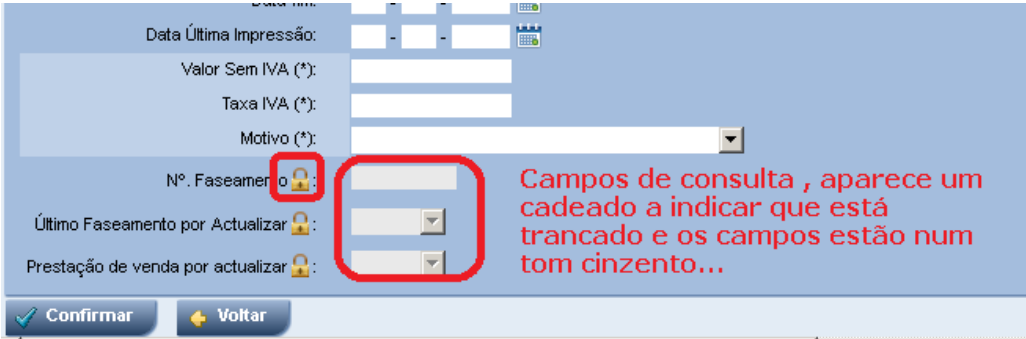 Data Última Impressão: - -
Valor Sem IVA (*):
Taxa IVA (*):
Motivo (*):
Nº. Faseamento :
Último Faseamento por Actualizar :
Prestação de venda por actualizar :
Campos de consulta , aparece um
cadeado a indicar que está
trancado e os campos estão num
tom cinzento...
Confirmar
Voltar